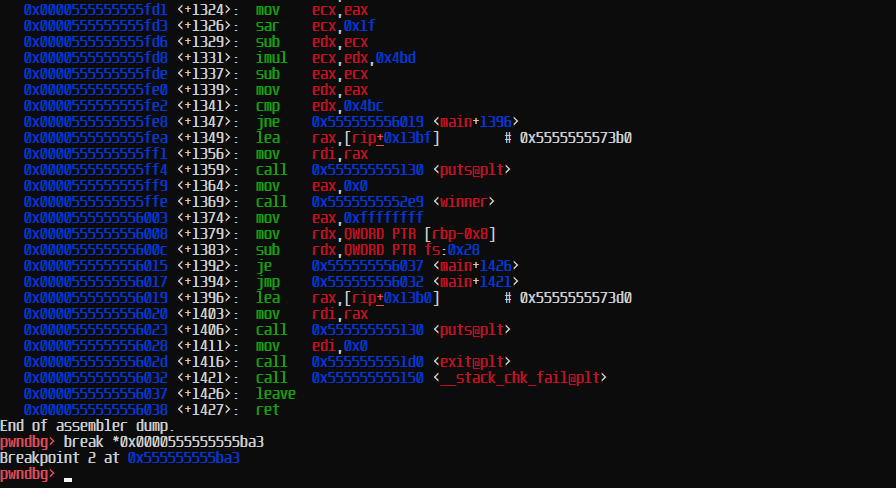 0x0000555555555fd1 <+1324>: mov ecx,eax
0x0000555555555fd3 <+1326>: sar ecx,0x1f
0x0000555555555fd6 <+1329>: sub edx,ecx
0x0000555555555fd8 <+1331>: imul ecx,edx,0x4bd
0x0000555555555fde <+1337>: sub eax,ecx
0x0000555555555fe0 <+1339>: mov edx,eax
0x0000555555555fe2 <+1341>: cmp edx,0x4bc
0x0000555555555fe8 <+1347>: jne 0x555555556019 <main+1396>
0x0000555555555fea <+1349>: lea rax,[rip+0x13bf] # 0x5555555573b0
0x0000555555555ff1 <+1356>: mov rdi,rax
0x0000555555555ff4 <+1359>: call 0x555555555130 <puts@plt>
0x0000555555555ff9 <+1364>: mov eax,0x0
0x0000555555555ffe <+1369>: call 0x5555555552e9 <winner>
0x0000555555556003 <+1374>: mov eax,0xffffffff
0x0000555555556008 <+1379>: mov rdx,QWORD PTR [rbp-0x8]
0x000055555555600c <+1383>: sub rdx,QWORD PTR fs:0x28
0x0000555555556015 <+1392>: je 0x555555556037 <main+1426>
0x0000555555556017 <+1394>: jmp 0x555555556032 <main+1421>
0x0000555555556019 <+1396>: lea rax,[rip+0x13b0] # 0x5555555573d0
0x0000555555556020 <+1403>: mov rdi,rax
0x0000555555556023 <+1406>: call 0x555555555130 <puts@plt>
0x0000555555556028 <+1411>: mov edi,0x0
0x000055555555602d <+1416>: call 0x5555555551d0 <exit@plt>
0x0000555555556032 <+1421>: call 0x555555555150 <__stack_chk_fail@plt>
0x0000555555556037 <+1426>: leave
0x0000555555556038 <+1427>: ret
End of assembler dump.
pwndbg> break *0x0000555555555ba3
Breakpoint 2 at 0x555555555ba3
pwndbg>